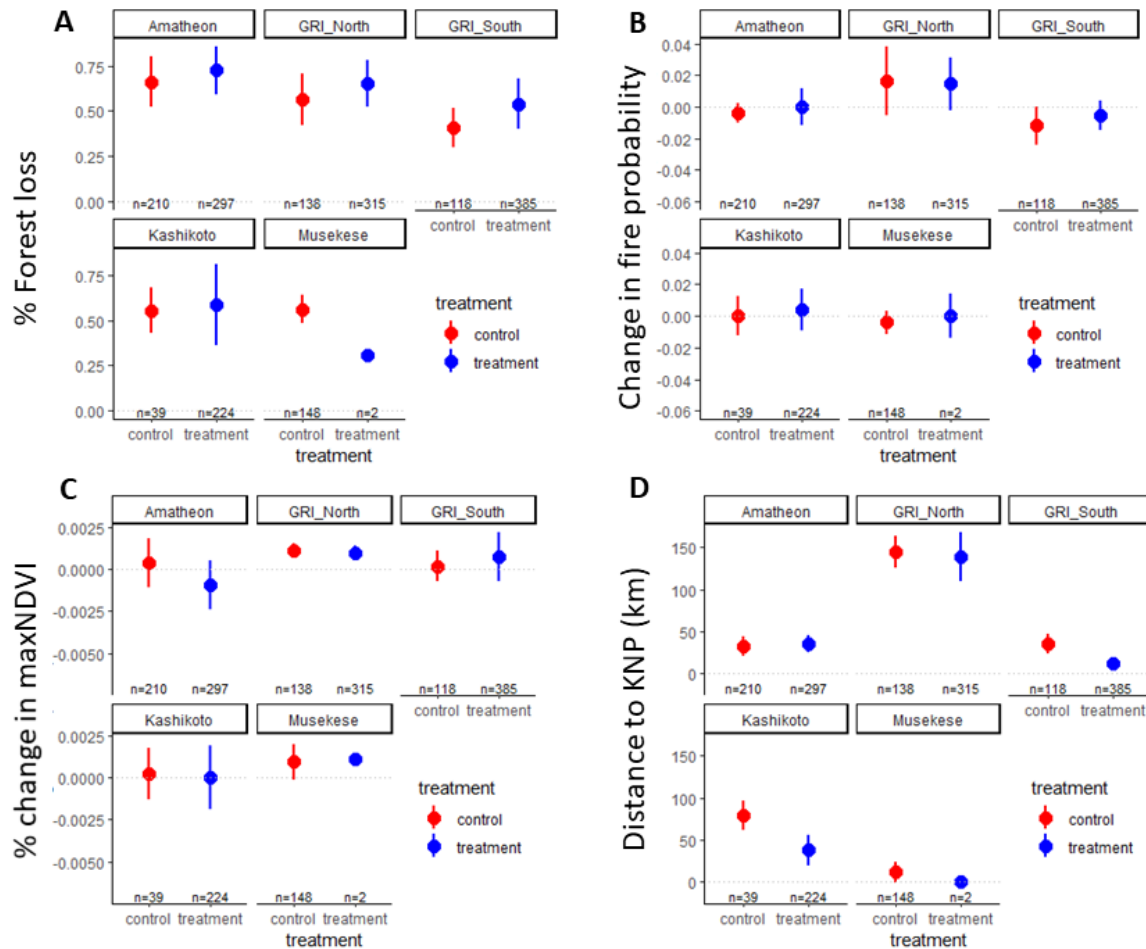 A
% Forest loss
Amatheon GRI_North GRI_South
0.75
0.50
0.25
0.00
n=210 n=297 n=138 n=315 n=118 n=385
control treatment
Kashikoto Musekese
0.75
0.50
0.25
0.00
n=39 n=224 n=148 n=2
control treatment control treatment
treatment
treatment
control
treatment
B
Change in fire probability
Amatheon GRI_North GRI_South
0.04
0.02
0.00
-0.02
-0.04
-0.06
n=210 n=297 n=138 n=315 n=118 n=385
control treatment
Kashikoto Musekese
0.04
0.02
0.00
-0.02
-0.04
-0.06
n=39 n=224 n=148 n=2
control treatment control treatment
treatment
treatment
control
treatment
C
% change in maxNDVI
Amatheon GRI_North GRI_South
0.0025
0.0000
-0.0025
-0.0050
n=210 n=297 n=138 n=315 n=118 n=385
control treatment
Kashikoto Musekese
0.0025
0.0000
-0.0025
-0.0050
n=39 n=224 n=148 n=2
control treatment control treatment
treatment
treatment
control
treatment
D
Distance to KNP (km)
Amatheon GRI_North GRI_South
150
100
50
0
n=210 n=297 n=138 n=315 n=118 n=385
control treatment
Kashikoto Musekese
150
100
50
0
n=39 n=224 n=148 n=2
control treatment control treatment
treatment
treatment
control
treatment